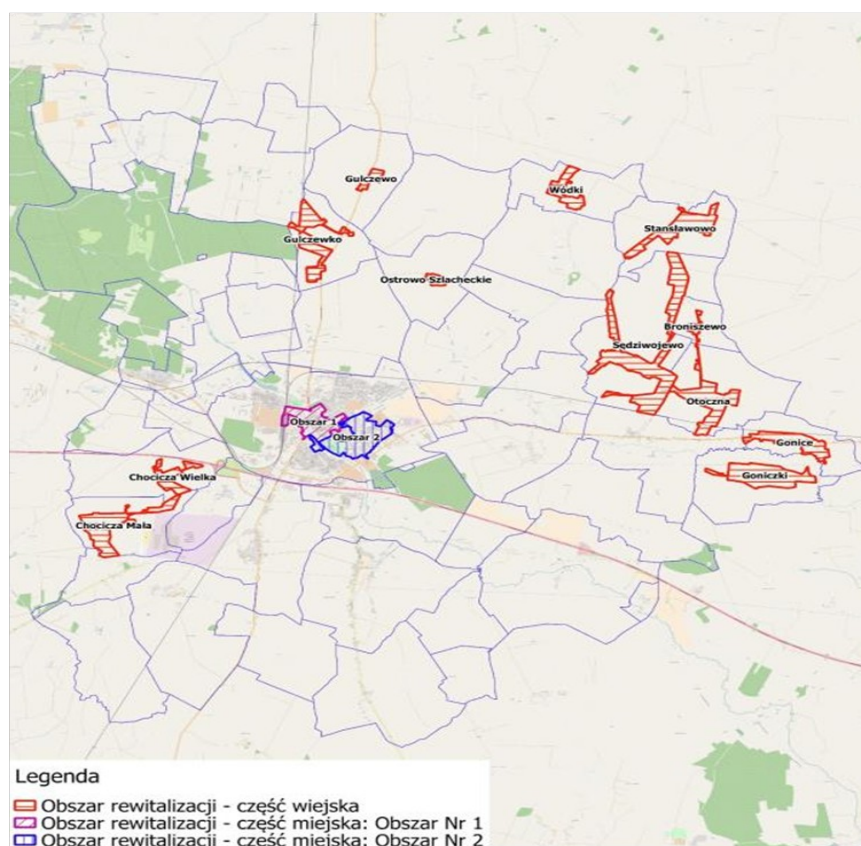 Gulczewo
Wódki
Stansławowo
Gulczewko
Ostrowo Szlacheckie
Broniszewo
Sędziwojewo
Otoczna
Obszar 1
Obszar 2
Gonice
Goniczki
Chocicza Wielka
Chocicza Mała
Legenda
Obszar rewitalizacji - część wiejska
Obszar rewitalizacji - część miejska: Obszar Nr 1
Obszar rewitalizacji - część miejska: Obszar Nr 2